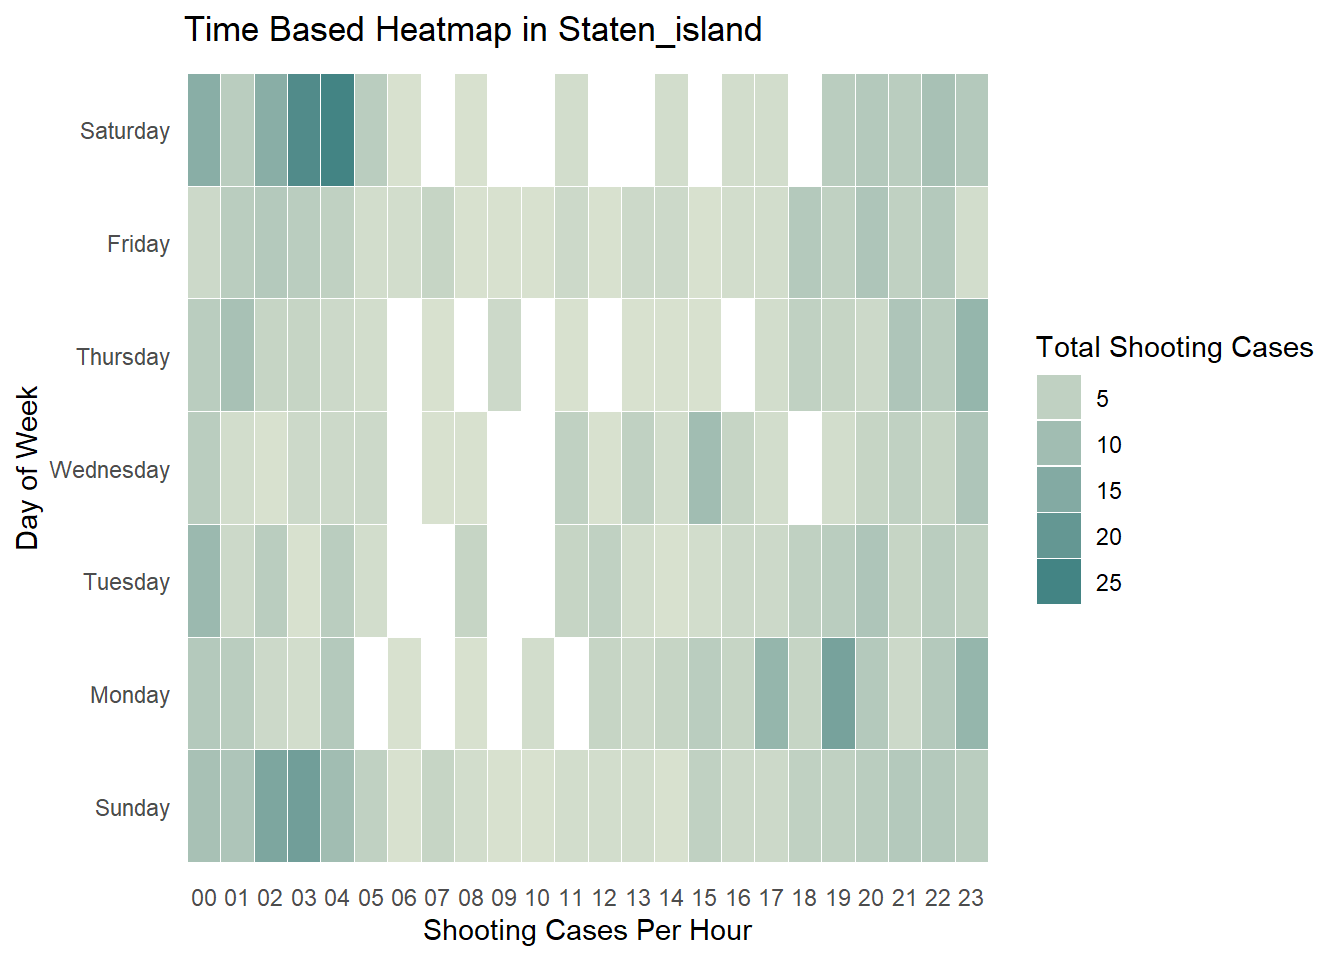 Time Based Heatmap in Staten_island
Day of Week
Saturday
Friday
Thursday
Wednesday
Tuesday
Monday
Sunday
00 01 02 03 04 05 06 07 08 09 10 11 12 13 14 15 16 17 18 19 20 21 22 23
Shooting Cases Per Hour
Total Shooting Cases
5
10
15
20
25